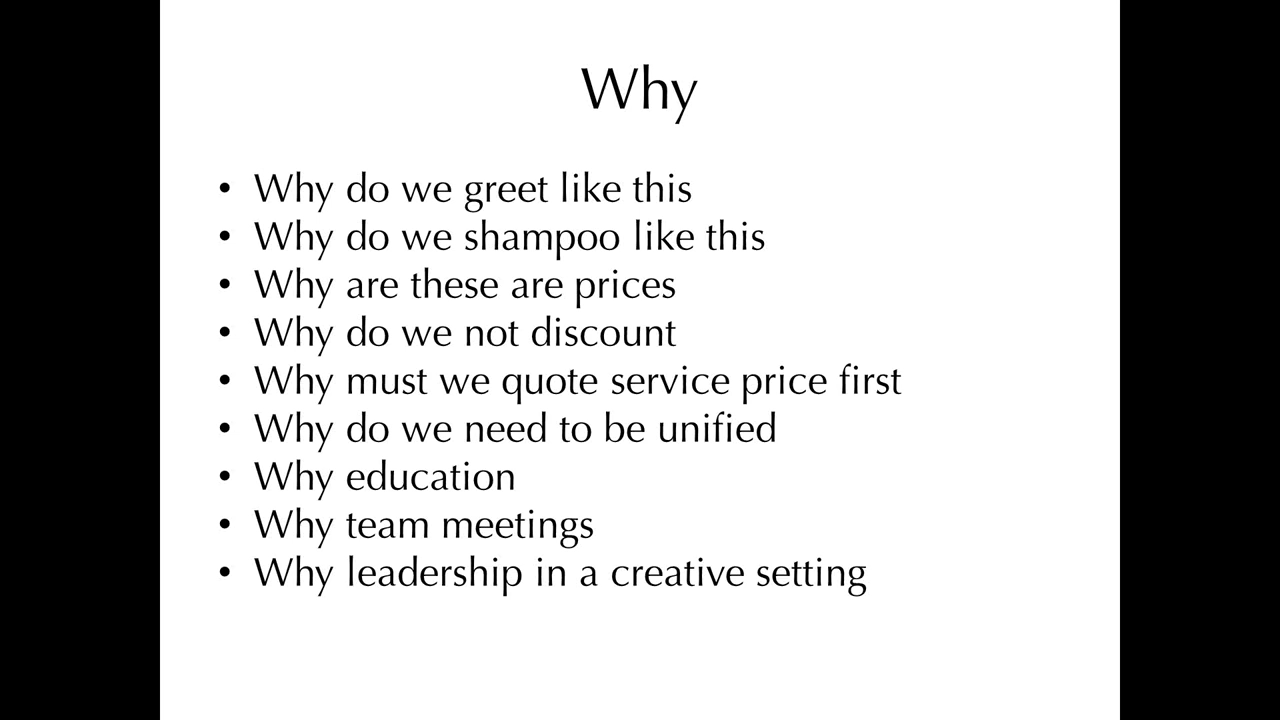 Why
• Why do we greet like this
• Why do we shampoo like this
• Why are these are prices
• Why do we not discount
• Why must we quote service price first
• Why do we need to be unified
• Why education
• Why team meetings
• Why leadership in a creative setting